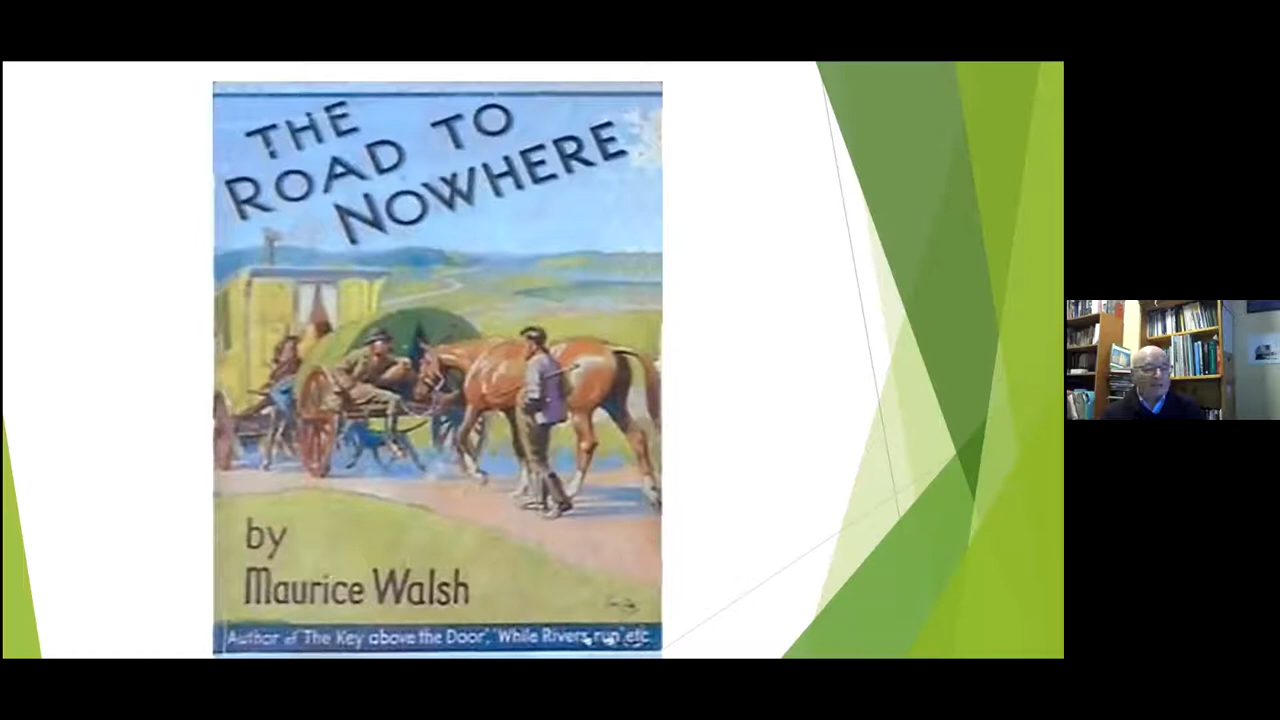 THE
ROAD TO
NOWHERE
by
Maurice Walsh
Author of 'The Key above the Door', 'While Rivers run' etc.